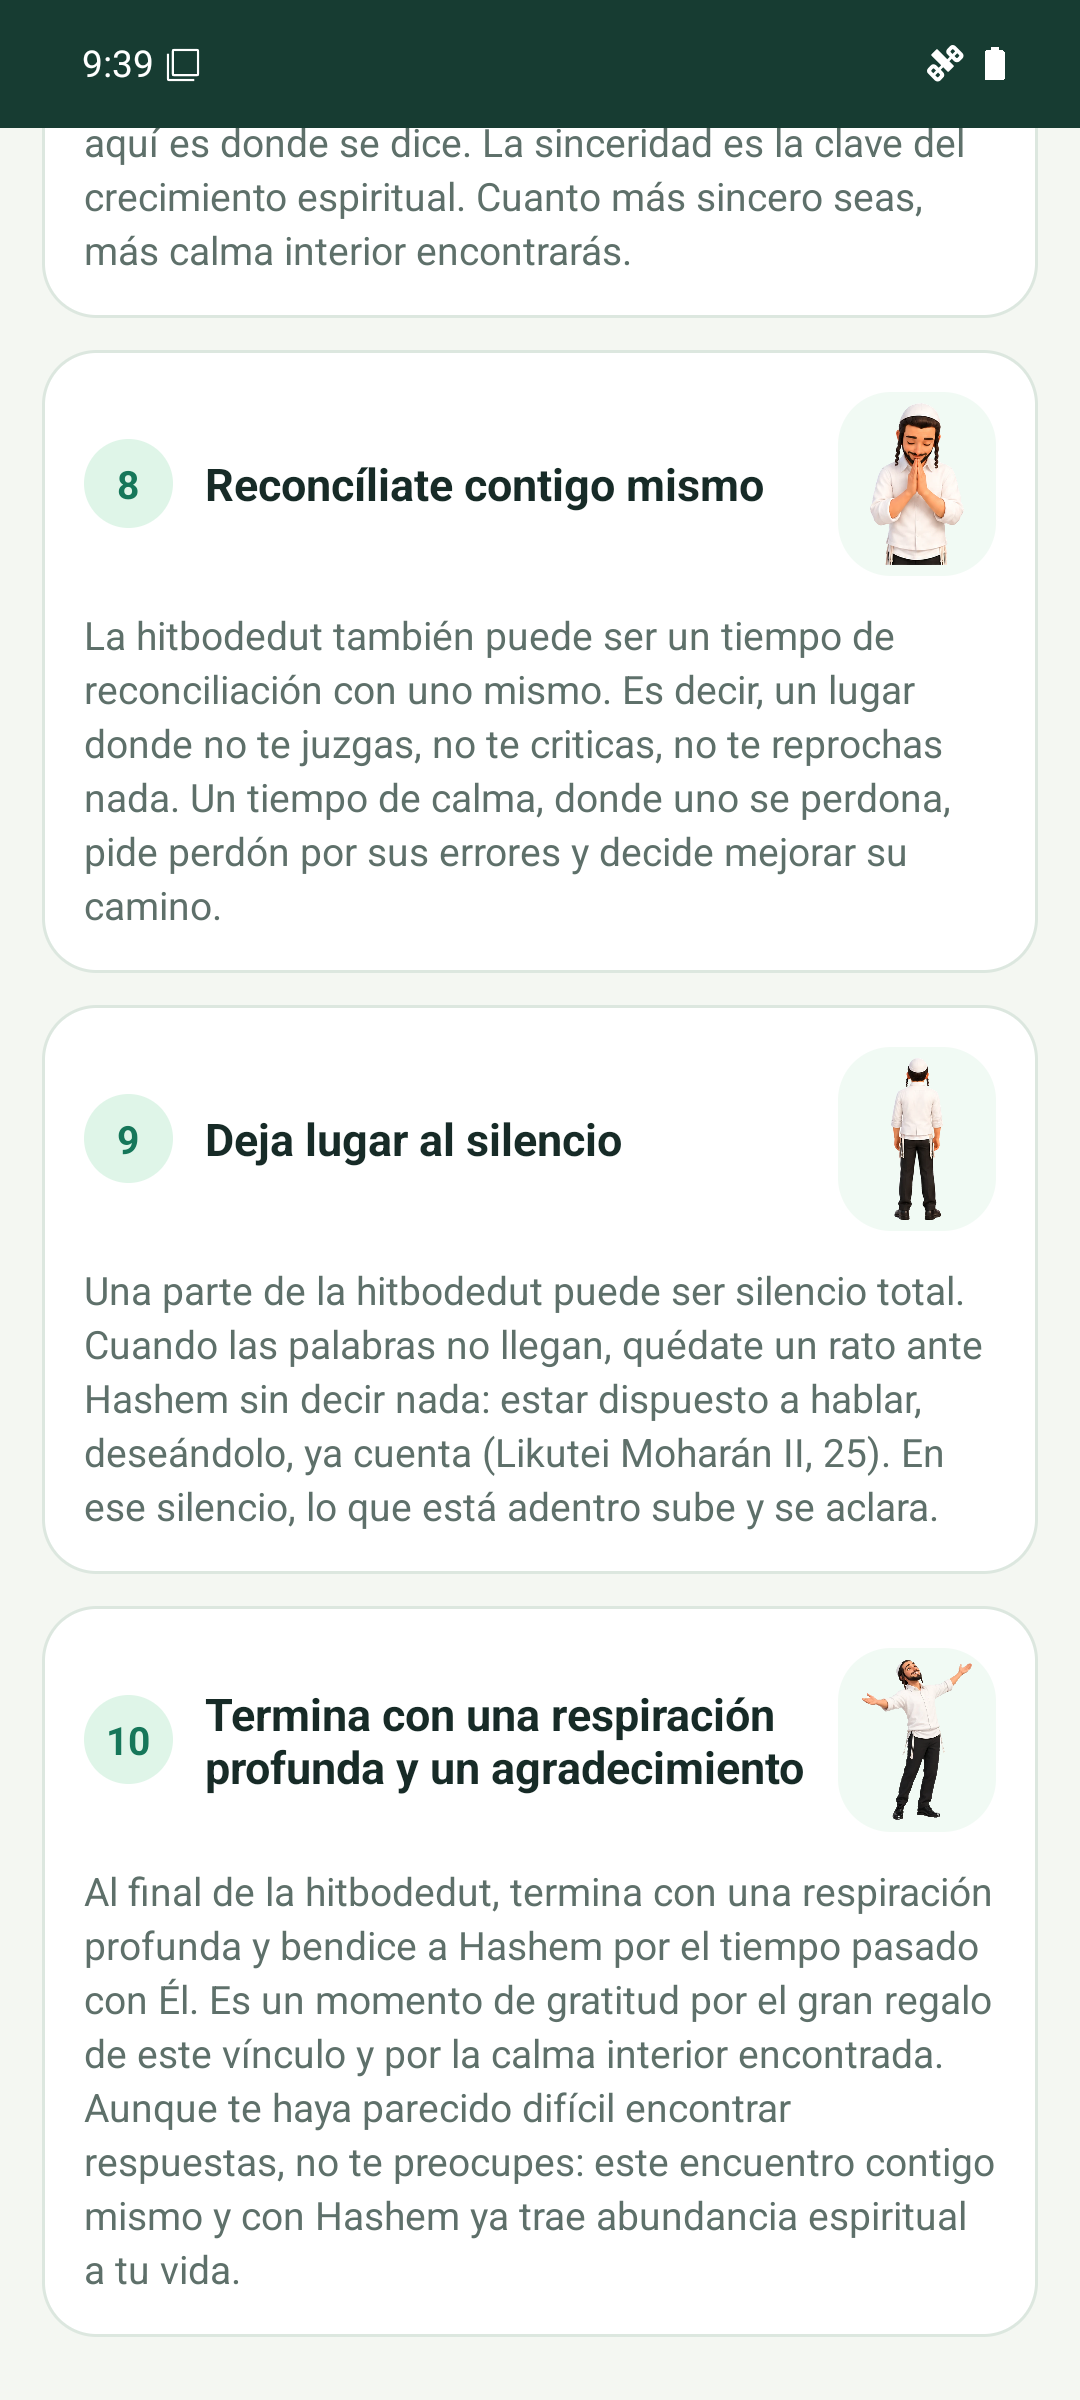 9:39
aquí es donde se dice. La sinceridad es la clave del
crecimiento espiritual. Cuanto más sincero seas,
más calma interior encontrarás.
8
Reconcíliate contigo mismo
La hitbodedut también puede ser un tiempo de
reconciliación con uno mismo. Es decir, un lugar
donde no te juzgas, no te criticas, no te reprochas
nada. Un tiempo de calma, donde uno se perdona,
pide perdón por sus errores y decide mejorar su
camino.
9
Deja lugar al silencio
Una parte de la hitbodedut puede ser silencio total.
Cuando las palabras no llegan, quédate un rato ante
Hashem sin decir nada: estar dispuesto a hablar,
deseándolo, ya cuenta (Likutei Moharán II, 25). En
ese silencio, lo que está adentro sube y se aclara.
10
Termina con una respiración
profunda y un agradecimiento
Al final de la hitbodedut, termina con una respiración
profunda y bendice a Hashem por el tiempo pasado
con Él. Es un momento de gratitud por el gran regalo
de este vínculo y por la calma interior encontrada.
Aunque te haya parecido difícil encontrar
respuestas, no te preocupes: este encuentro contigo
mismo y con Hashem ya trae abundancia espiritual
a tu vida.